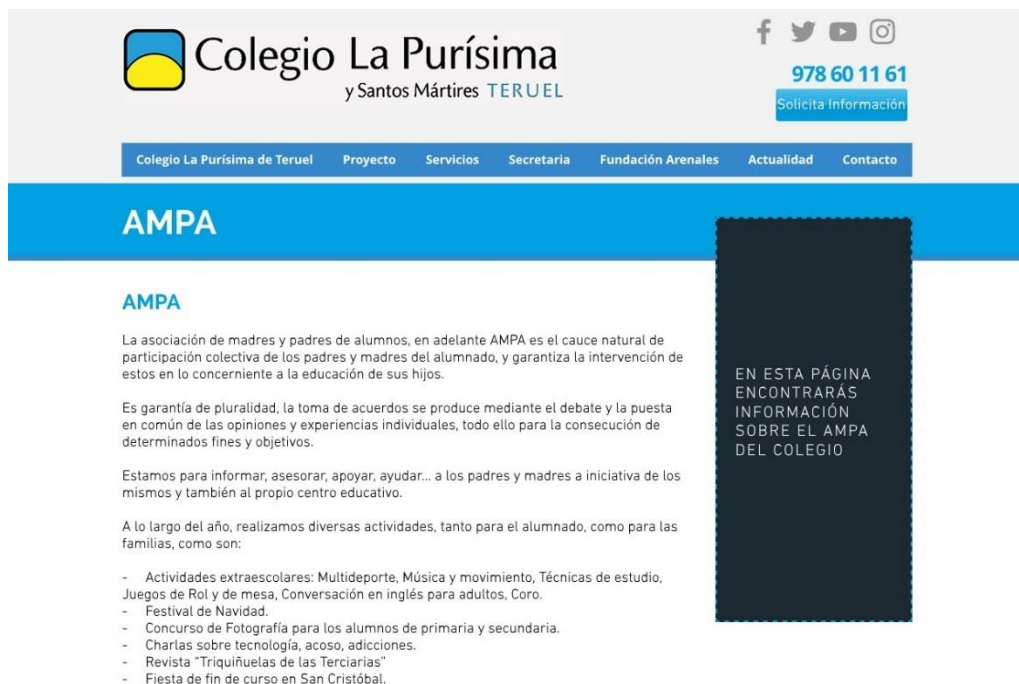 Colegio La Purísima
y Santos Mártires TERUEL
978 60 11 61
Solicita Información
Colegio La Purísima de Teruel Proyecto Servicios Secretaria Fundación Arenales Actualidad Contacto
AMPA
AMPA
La asociación de madres y padres de alumnos, en adelante AMPA es el cauce natural de
participación colectiva de los padres y madres del alumnado, y garantiza la intervención de
estos en lo concerniente a la educación de sus hijos.
Es garantía de pluralidad, la toma de acuerdos se produce mediante el debate y la puesta
en común de las opiniones y experiencias individuales, todo ello para la consecución de
determinados fines y objetivos.
Estamos para informar, asesorar, apoyar, ayudar... a los padres y madres a iniciativa de los
mismos y también al propio centro educativo.
A lo largo del año, realizamos diversas actividades, tanto para el alumnado, como para las
familias, como son:
- Actividades extraescolares: Multideporte, Música y movimiento, Técnicas de estudio,
Juegos de Rol y de mesa, Conversación en inglés para adultos, Coro.
- Festival de Navidad.
- Concurso de Fotografía para los alumnos de primaria y secundaria.
- Charlas sobre tecnología, acoso, adicciones.
- Revista “Triquiñuelas de las Terciarias”
- Fiesta de fin de curso en San Cristóbal.
EN ESTA PÁGINA
ENCONTRARÁS
INFORMACIÓN
SOBRE EL AMPA
DEL COLEGIO